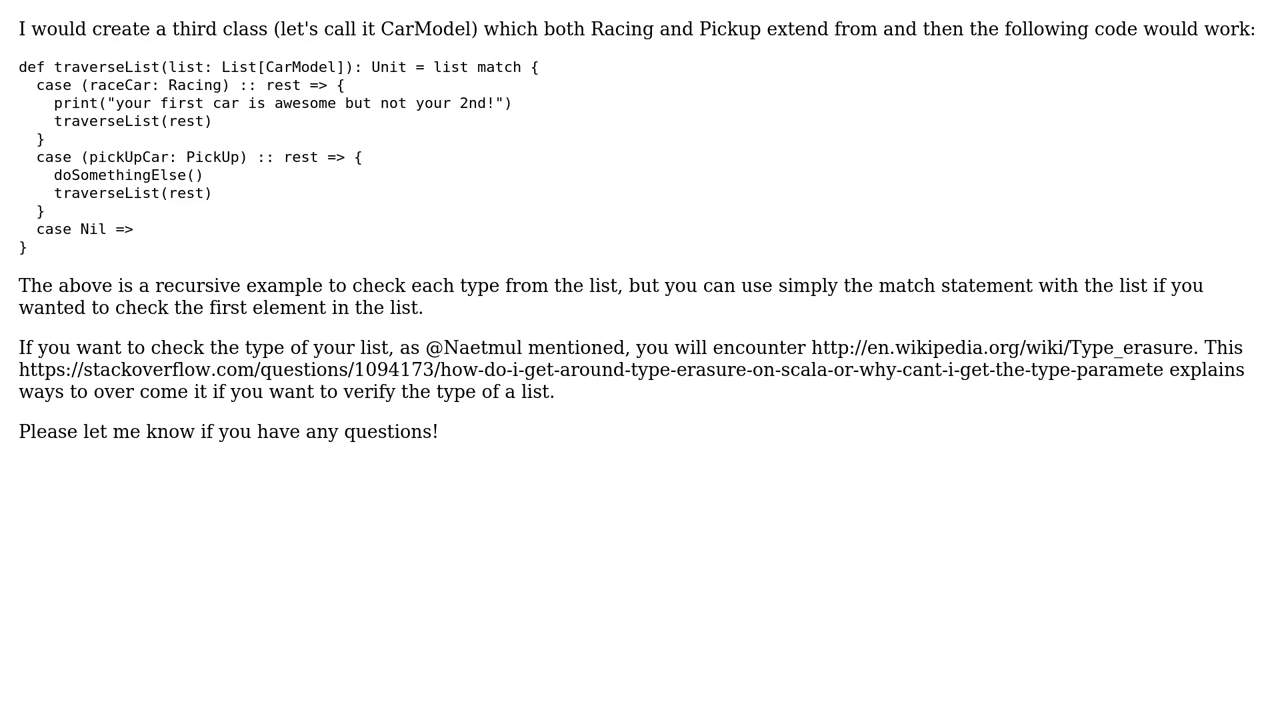 I would create a third class (let's call it CarModel) which both Racing and Pickup extend from and then the following code would work:
def traverseList(list: List[CarModel]): Unit = list match {
  case (raceCar: Racing) :: rest => {
    print("your first car is awesome but not your 2nd!")
    traverseList(rest)
  }
  case (pickUpCar: PickUp) :: rest => {
    doSomethingElse()
    traverseList(rest)
  }
  case Nil =>
}
The above is a recursive example to check each type from the list, but you can use simply the match statement with the list if you
wanted to check the first element in the list.
If you want to check the type of your list, as @Naetmul mentioned, you will encounter http://en.wikipedia.org/wiki/Type_erasure. This
https://stackoverflow.com/questions/1094173/how-do-i-get-around-type-erasure-on-scala-or-why-cant-i-get-the-type-paramete explains
ways to over come it if you want to verify the type of a list.
Please let me know if you have any questions!